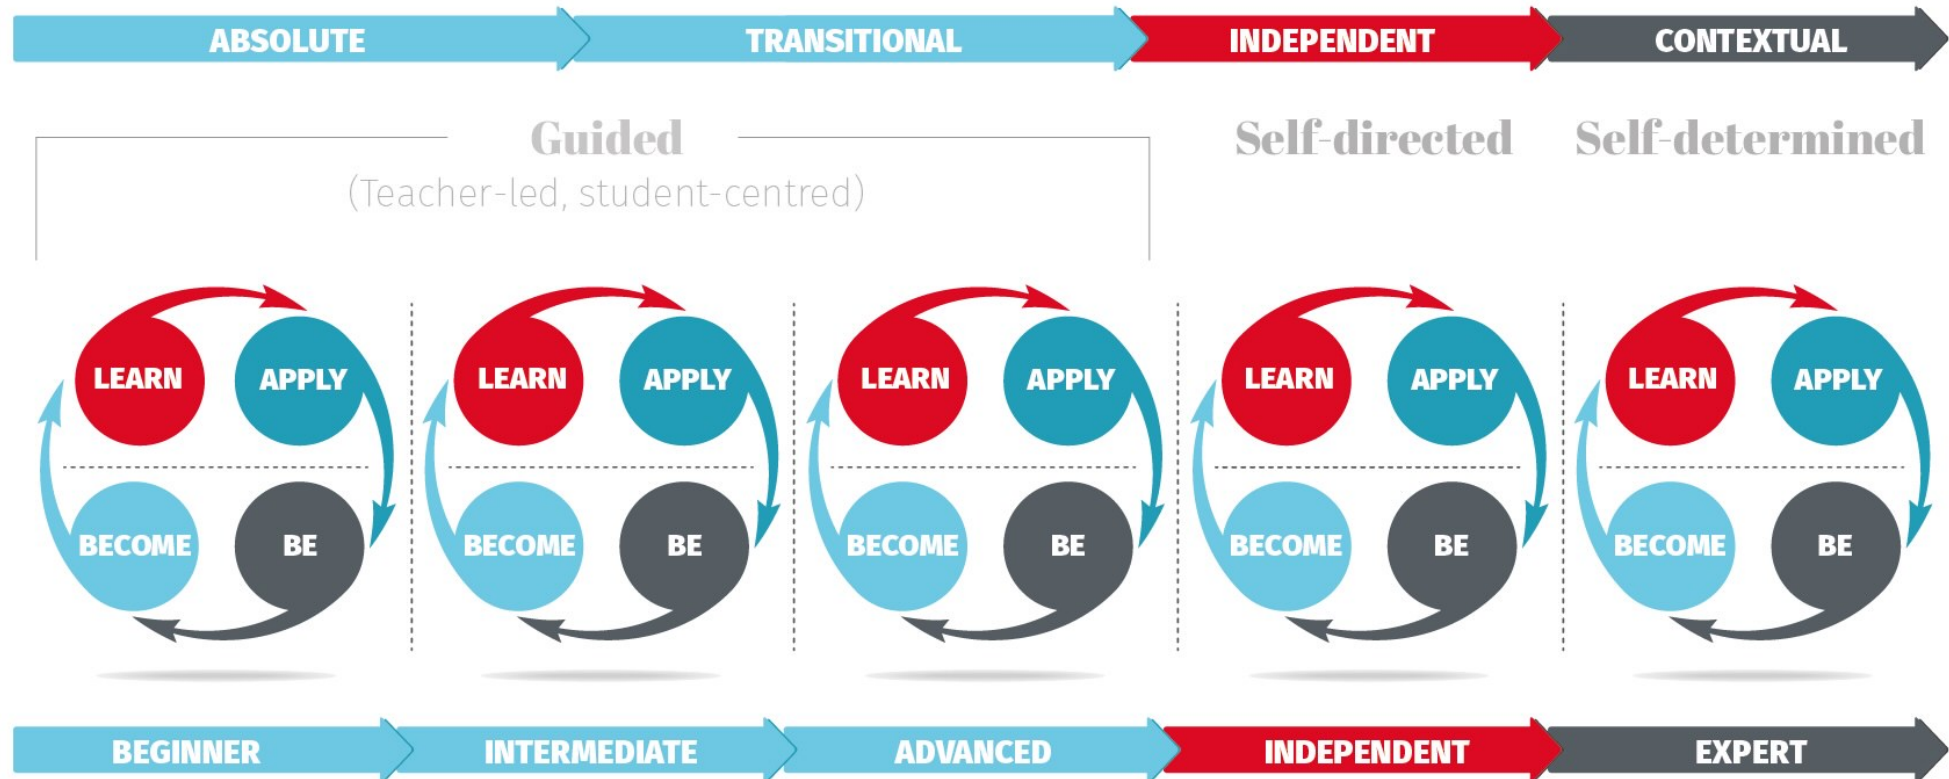 ABSOLUTE TRANSITIONAL INDEPENDENT CONTEXTUAL
Guided Self-directed Self-determined
(Teacher-led, student-centred)
LEARN APPLY LEARN APPLY LEARN APPLY LEARN APPLY LEARN APPLY
BECOME BE BECOME BE BECOME BE BECOME BE BECOME BE
BEGINNER INTERMEDIATE ADVANCED INDEPENDENT EXPERT